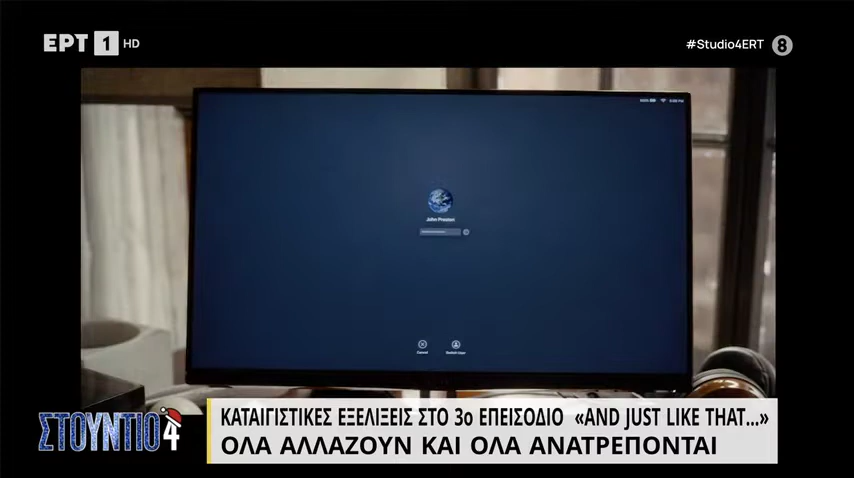 ΕΡΤ 1 HD
#Studio4ERT 8
John Preston
Cancel
Switch User
ΣΤΟΥΝΤΙΟ 4
ΚΑΤΑΙΓΙΣΤΙΚΕΣ ΕΞΕΛΙΞΕΙΣ ΣΤΟ 3ο ΕΠΕΙΣΟΔΙΟ «AND JUST LIKE THAT...»
ΟΛΑ ΑΛΛΑΖΟΥΝ ΚΑΙ ΟΛΑ ΑΝΑΤΡΕΠΟΝΤΑΙ